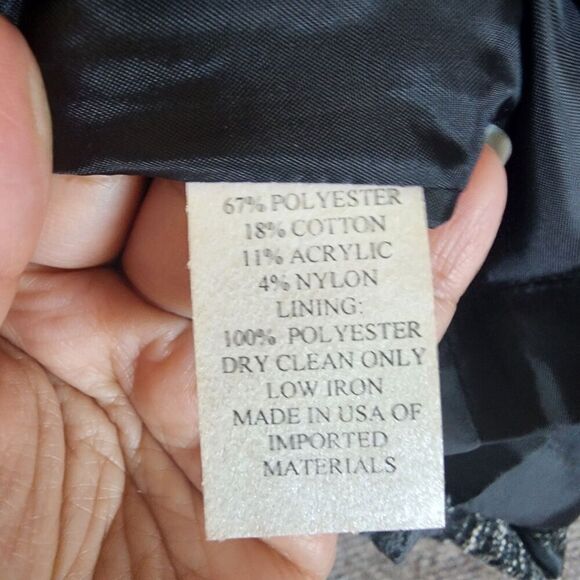 67% POLYESTER
18% COTTON
11% ACRYLIC
4% NYLON
LINING:
100% POLYESTER
DRY CLEAN ONLY
LOW IRON
MADE IN USA OF
IMPORTED
MATERIALS